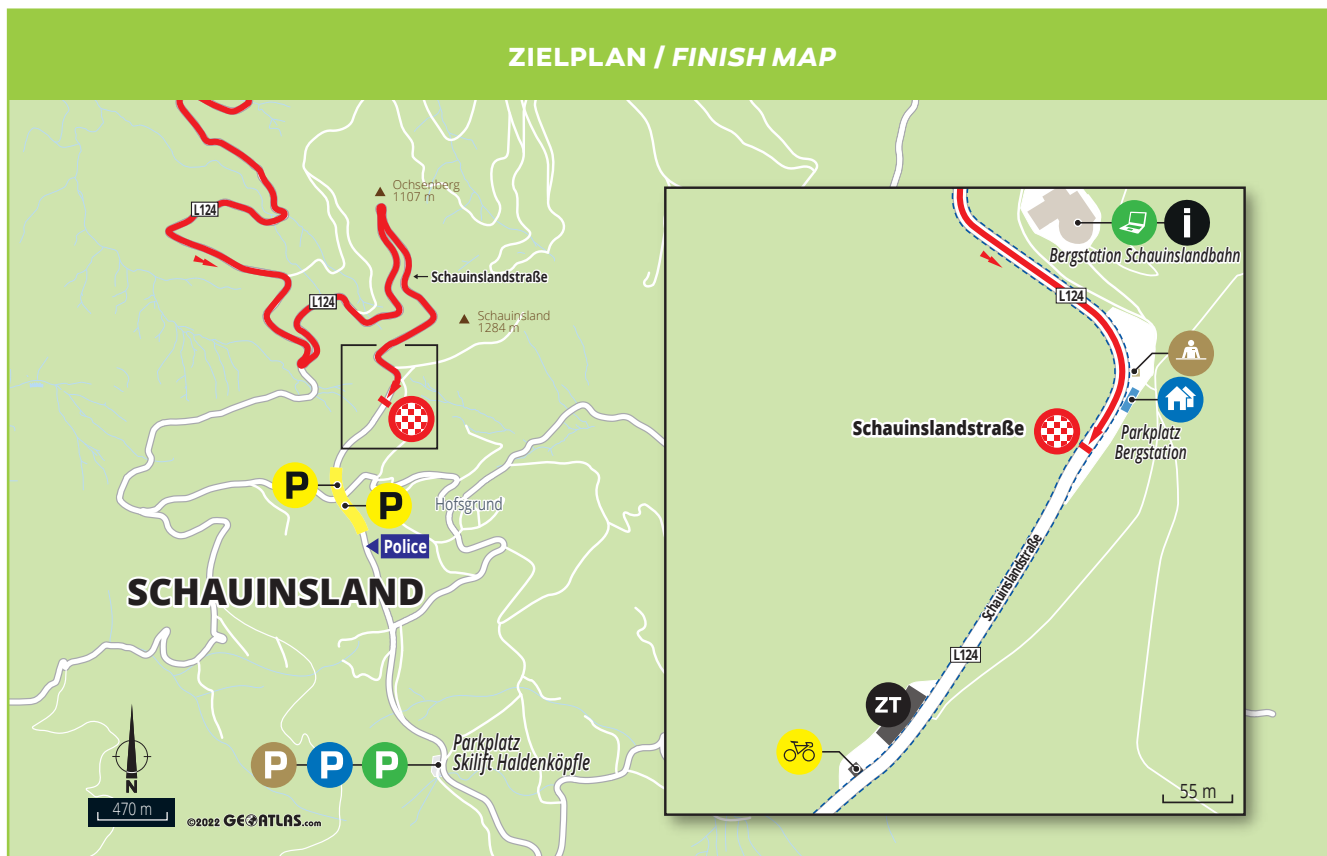 ZIELPLAN / FINISH MAP
Ochsenberg
1107 m
L124
Schauinslandstraße
L124
Schauinsland
1284 m
P
P
Hofsgrund
Police
SCHAUINSLAND
Parkplatz
Skilift Haldenköpfle
P P P
N
470 m
©2022 GEOATLAS.com
i
Bergstation Schauinslandbahn
L124
Schauinslandstraße
Parkplatz
Bergstation
Schauinslandstraße
L124
ZT
55 m